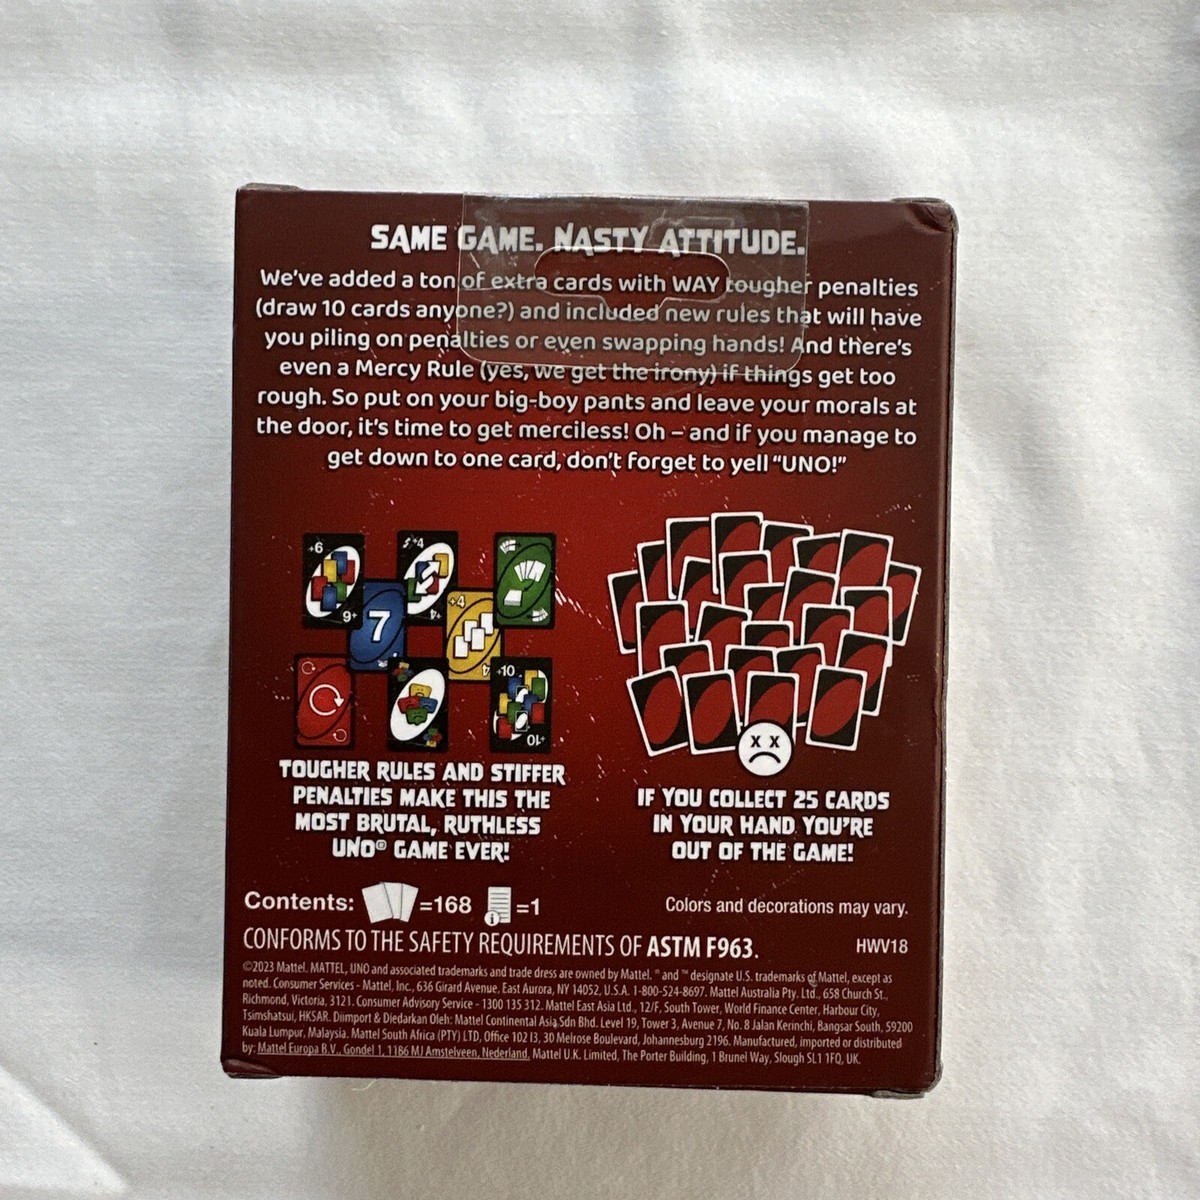 SAME GAME. NASTY ATTITUDE.
We've added a ton of extra cards with WAY tougher penalties
(draw 10 cards anyone?) and included new rules that will have
you piling on penalties or even swapping hands! And there's
even a Mercy Rule (yes, we get the irony) if things get too
rough. So put on your big-boy pants and leave your morals at
the door, it's time to get merciless! Oh – and if you manage to
get down to one card, don't forget to yell “UNO!”
+6
+6
+4
+4
7
+4
+4
+10
+10
X X
TOUGHER RULES AND STIFFER
PENALTIES MAKE THIS THE
MOST BRUTAL, RUTHLESS
UNO® GAME EVER!
IF YOU COLLECT 25 CARDS
IN YOUR HAND YOU'RE
OUT OF THE GAME!
Contents: =168 i =1
Colors and decorations may vary.
CONFORMS TO THE SAFETY REQUIREMENTS OF ASTM F963.
HWV18
©2023 Mattel. MATTEL, UNO and associated trademarks and trade dress are owned by Mattel. ® and ™ designate U.S. trademarks of Mattel, except as
noted. Consumer Services - Mattel, Inc., 636 Girard Avenue, East Aurora, NY 14052, U.S.A. 1-800-524-8697. Mattel Australia Pty. Ltd., 658 Church St.,
Richmond, Victoria, 3121. Consumer Advisory Service - 1300 135 312. Mattel East Asia Ltd., 12/F, South Tower, World Finance Center, Harbour City,
Tsimshatsui, HKSAR. Diimport & Diedarkan Oleh: Mattel Continental Asia Sdn Bhd. Level 19, Tower 3, Avenue 7, No. 8 Jalan Kerinchi, Bangsar South, 59200
Kuala Lumpur, Malaysia. Mattel South Africa (PTY) LTD, Office 102 I3, 30 Melrose Boulevard, Johannesburg 2196. Manufactured, imported or distributed
by: Mattel Europa B.V., Gondel 1, 1186 MJ Amstelveen, Nederland. Mattel U.K. Limited, The Porter Building, 1 Brunel Way, Slough SL1 1FQ, UK.